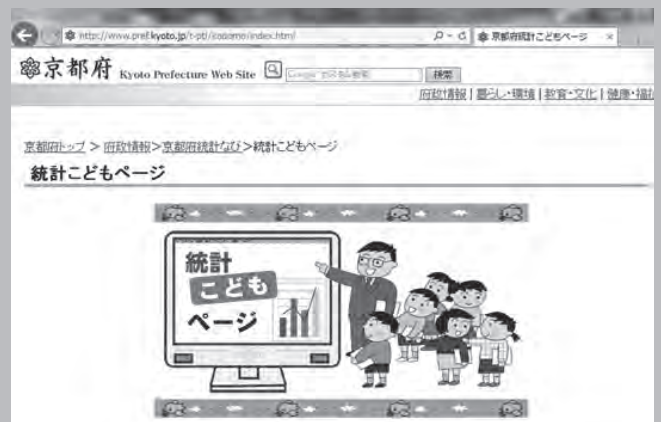 http://www.pref.kyoto.jp/t-ptl/kodomo/index.html
京都府統計こどもページ ×
京都府 Kyoto Prefecture Web Site
検索
府政情報 | 暮らし・環境 | 教育・文化 | 健康・福祉
京都府トップ > 府政情報>京都府統計なび>統計こどもページ
統計こどもページ
統計
こども
ページ